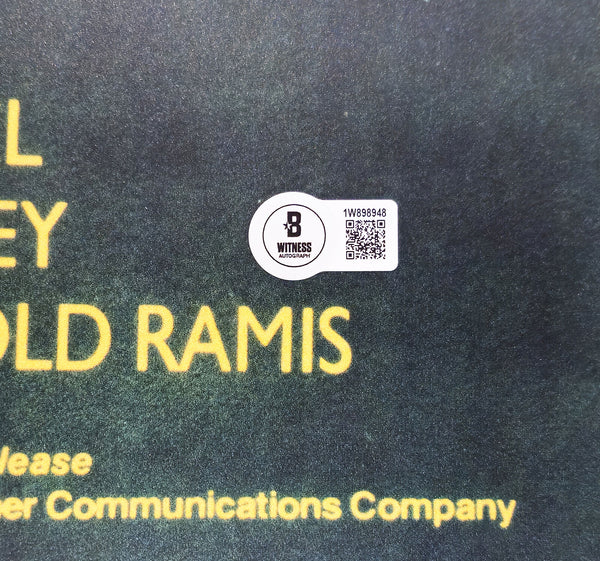 L
EY
OLD RAMIS
lease
er Communications Company
B
WITNESS
AUTOGRAPH
1W898948